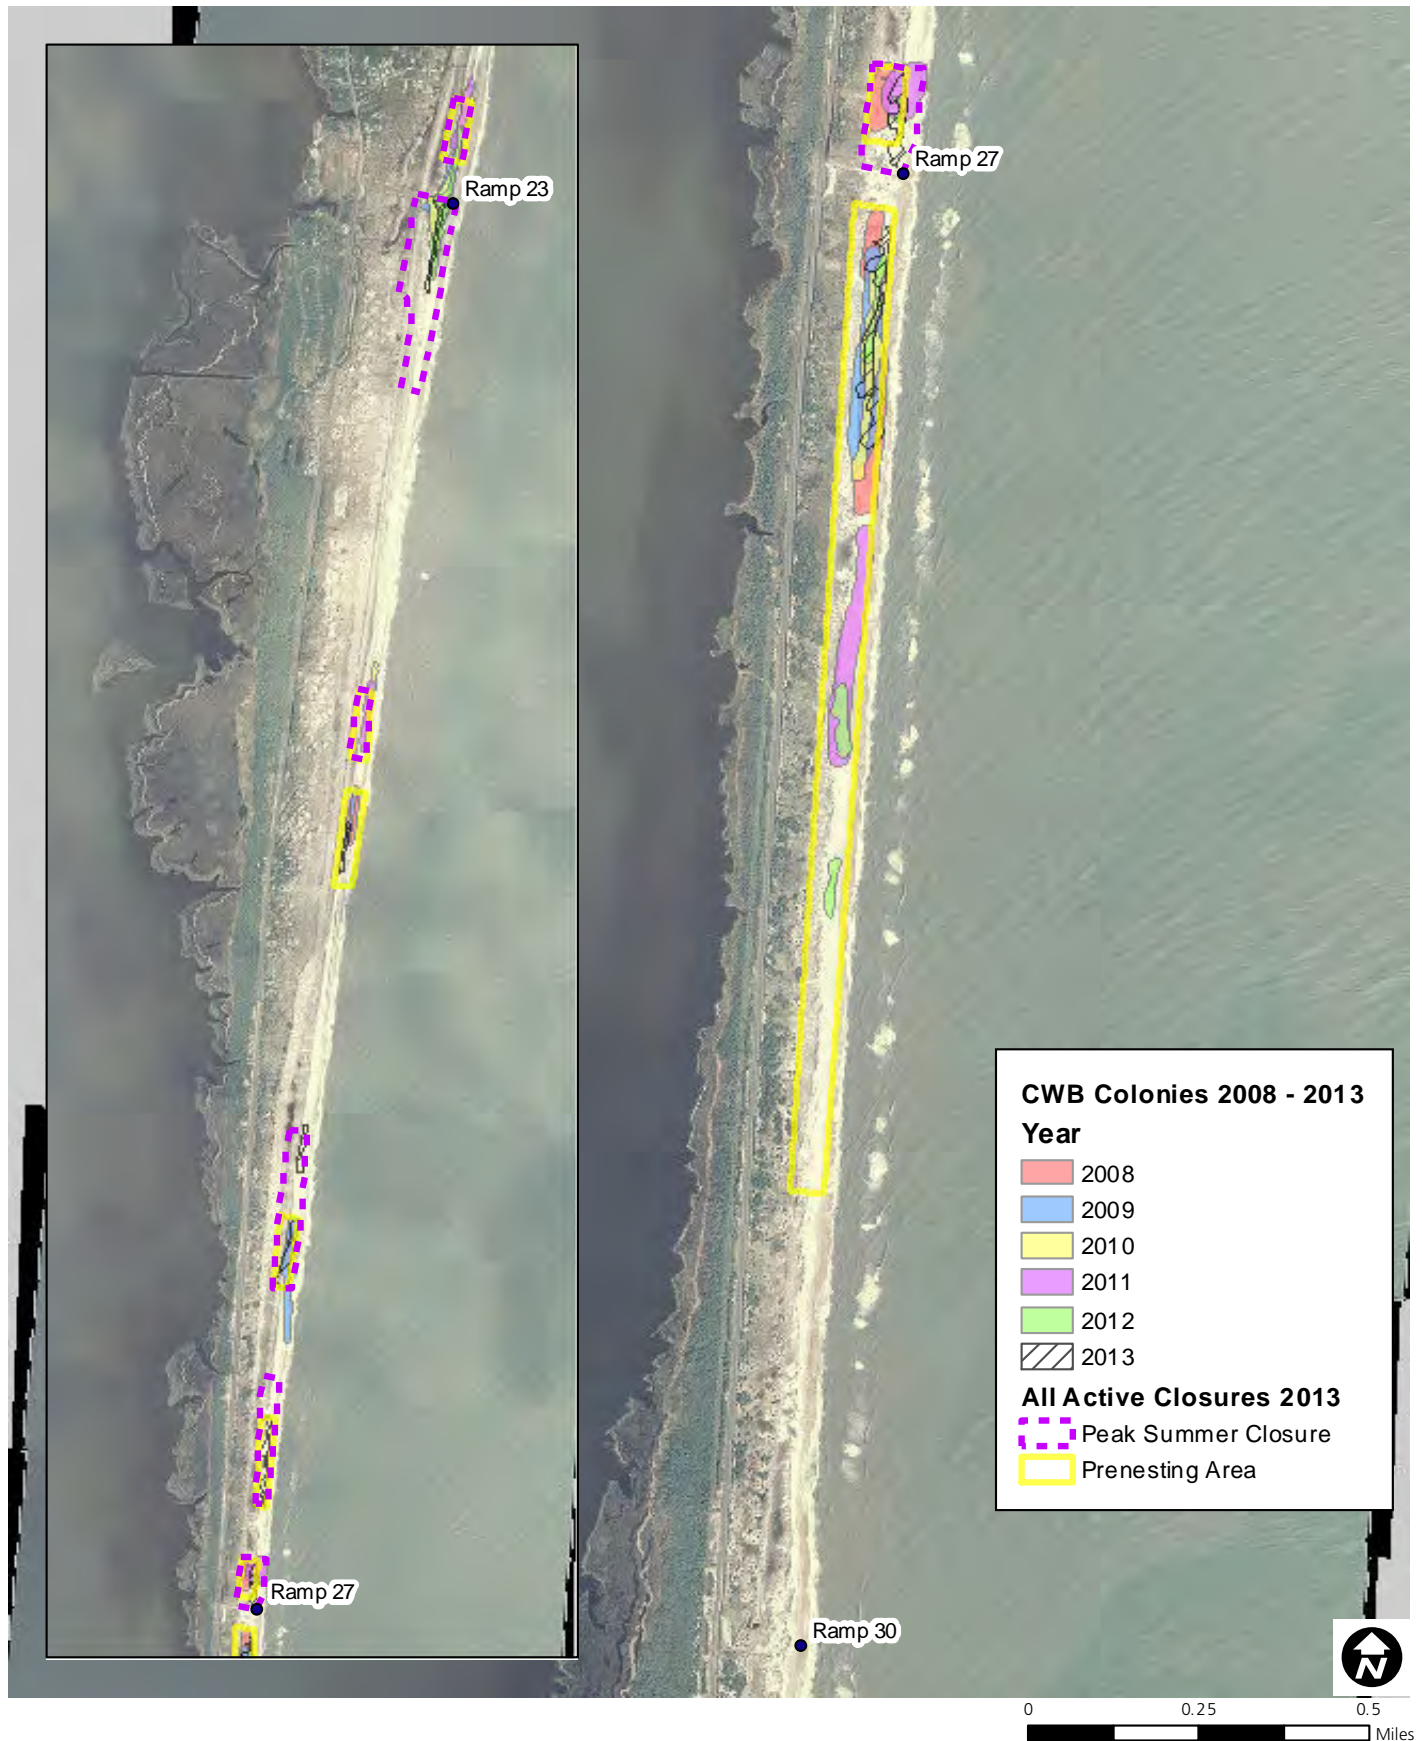 Ramp 23
Ramp 27
Ramp 27
Ramp 30
CWB Colonies 2008 - 2013
Year
2008
2009
2010
2011
2012
2013
All Active Closures 2013
Peak Summer Closure
Prenesting Area
N
0 0.25 0.5
Miles